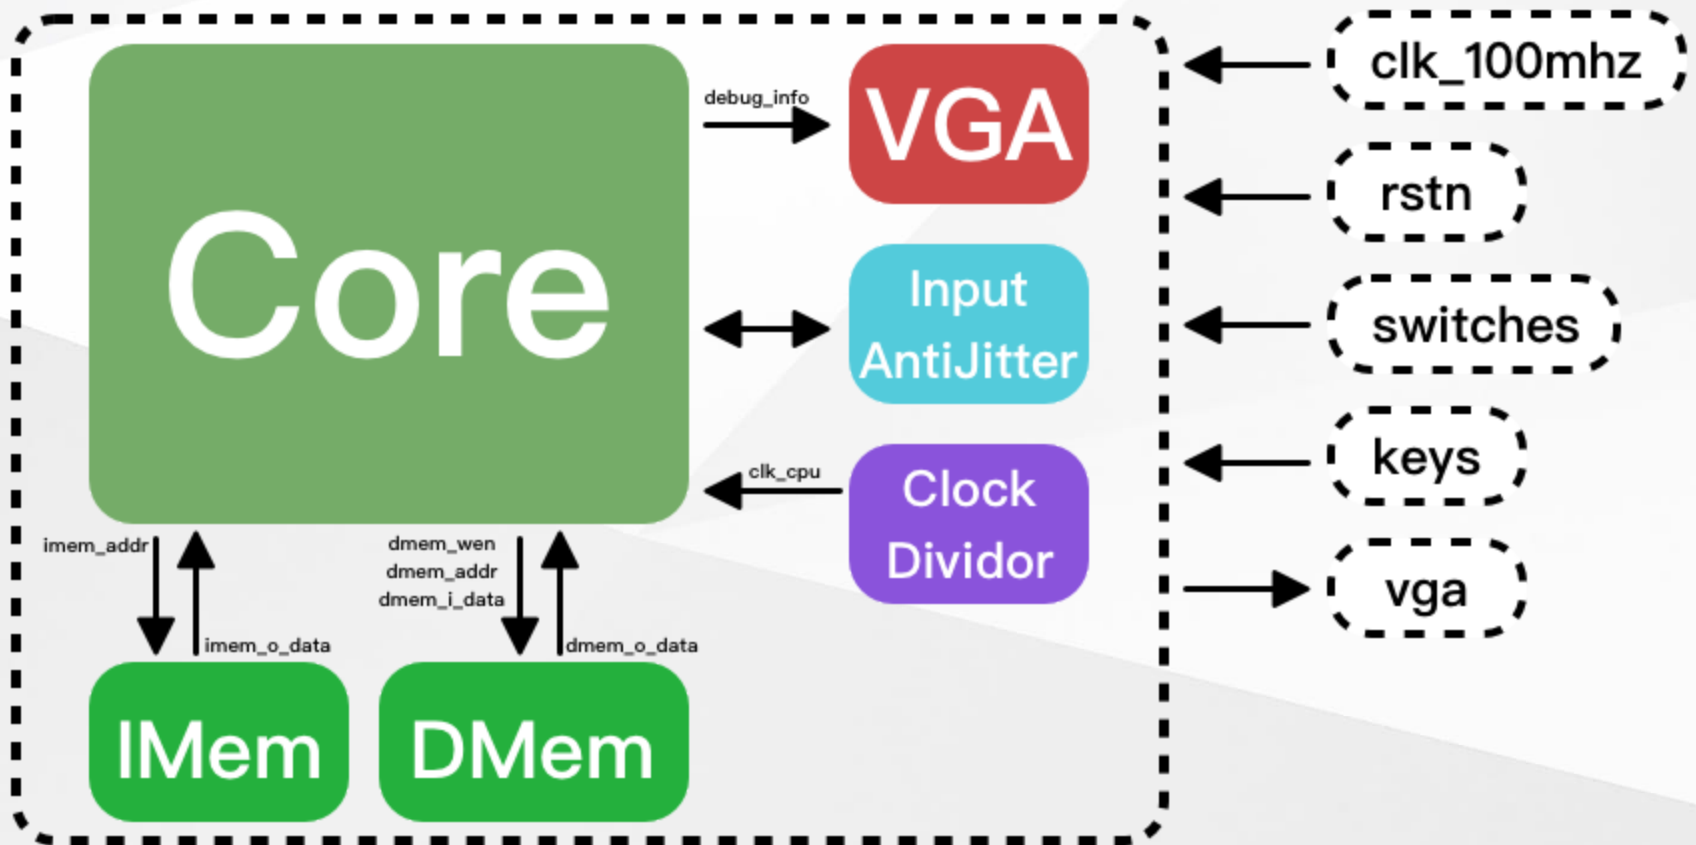 Core
debug_info
VGA
Input
AntiJitter
clk_cpu
Clock
Dividor
imem_addr
imem_o_data
dmem_wen
dmem_addr
dmem_i_data
dmem_o_data
IMem
DMem
clk_100mhz
rstn
switches
keys
vga